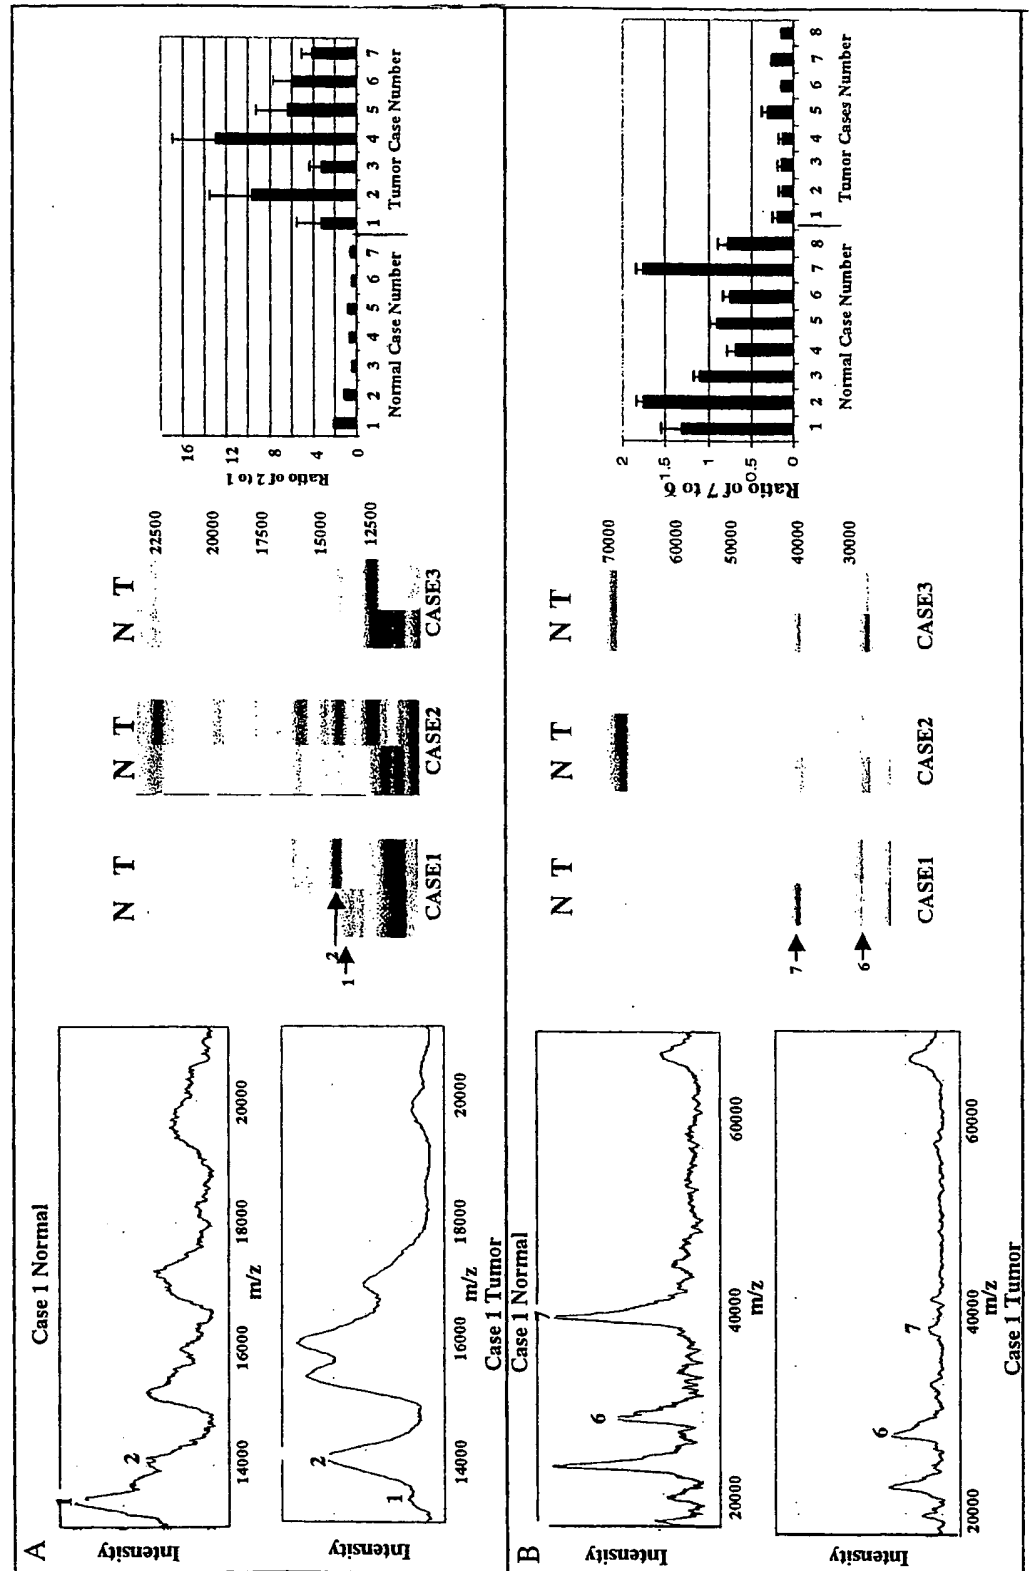 A
Case 1 Normal
Intensity
1
2
14000 16000 18000 20000
m/z
Intensity
1
2
14000 16000 18000 20000
m/z
Case 1 Tumor
N T N T N T
22500
20000
17500
15000
12500
2
1
CASE1 CASE2 CASE3
Ratio of 2 to 1
16
12
8
4
0
1 2 3 4 5 6 7 1 2 3 4 5 6 7
Normal Case Number Tumor Case Number
B
Case 1 Normal
Intensity
6
7
20000 40000 60000
m/z
Intensity
6
7
20000 40000 60000
m/z
Case 1 Tumor
N T N T N T
70000
60000
50000
40000
30000
7
6
CASE1 CASE2 CASE3
Ratio of 7 to 6
2
1.5
1
0.5
0
1 2 3 4 5 6 7 8 1 2 3 4 5 6 7 8
Normal Case Number Tumor Cases Number